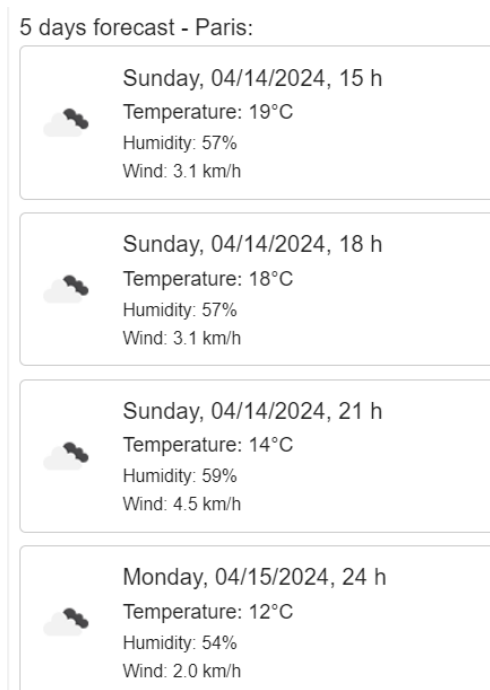 5 days forecast - Paris:
Sunday, 04/14/2024, 15 h
Temperature: 19°C
Humidity: 57%
Wind: 3.1 km/h
Sunday, 04/14/2024, 18 h
Temperature: 18°C
Humidity: 57%
Wind: 3.1 km/h
Sunday, 04/14/2024, 21 h
Temperature: 14°C
Humidity: 59%
Wind: 4.5 km/h
Monday, 04/15/2024, 24 h
Temperature: 12°C
Humidity: 54%
Wind: 2.0 km/h